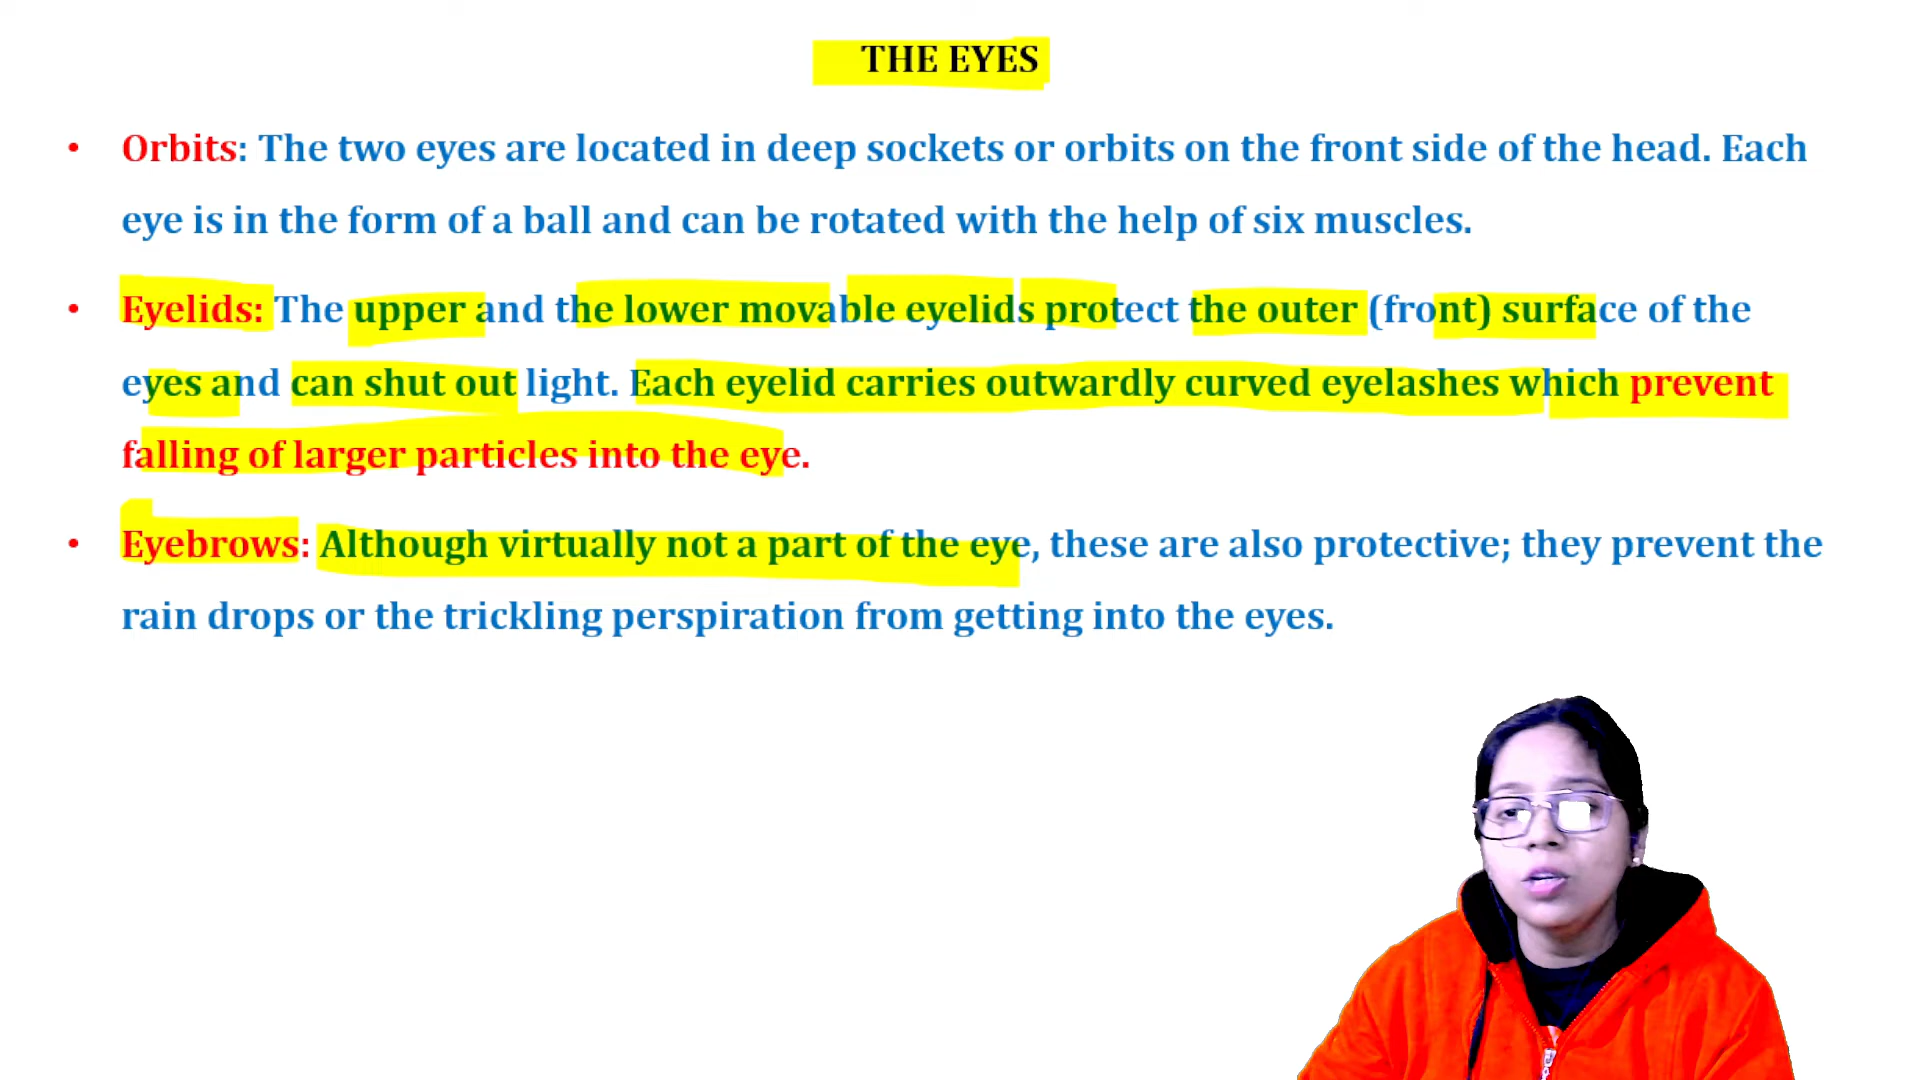 THE EYES
• Orbits: The two eyes are located in deep sockets or orbits on the front side of the head. Each
eye is in the form of a ball and can be rotated with the help of six muscles.
• Eyelids: The upper and the lower movable eyelids protect the outer (front) surface of the
eyes and can shut out light. Each eyelid carries outwardly curved eyelashes which prevent
falling of larger particles into the eye.
• Eyebrows: Although virtually not a part of the eye, these are also protective; they prevent the
rain drops or the trickling perspiration from getting into the eyes.